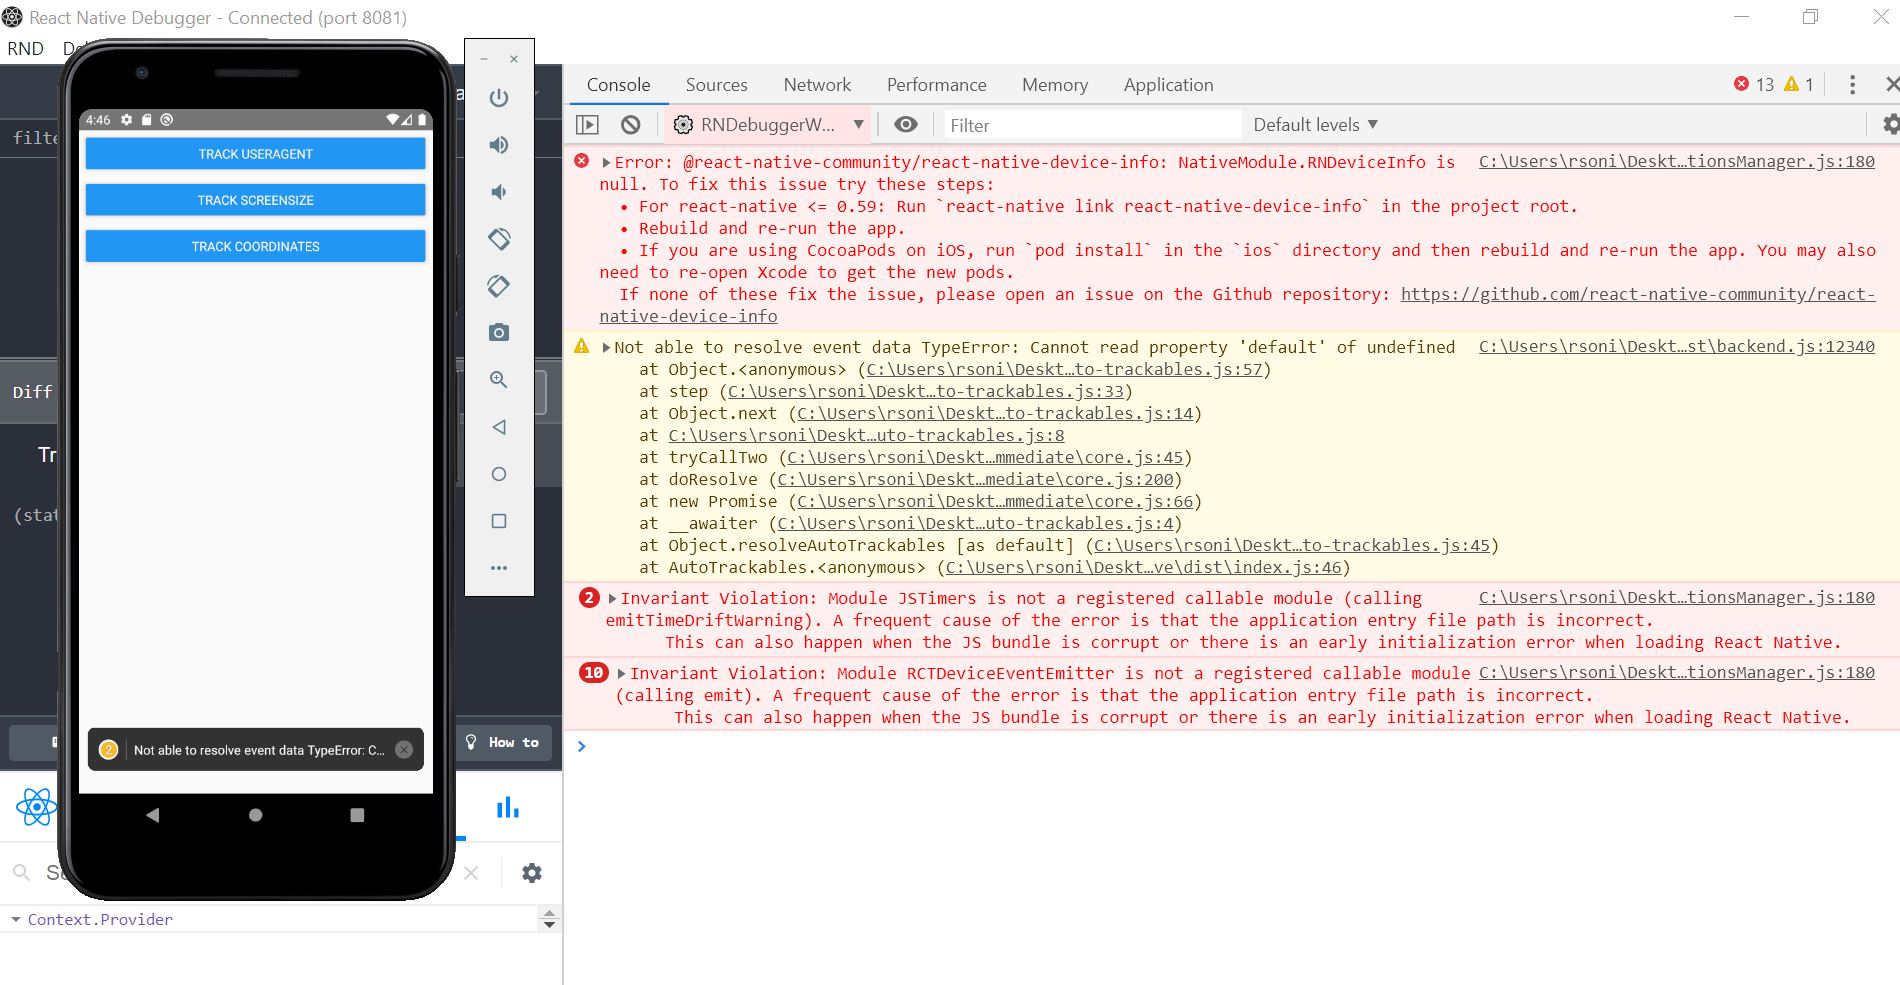 React Native Debugger - Connected (port 8081)
RND
4:46
TRACK USERAGENT
TRACK SCREENSIZE
TRACK COORDINATES
2 Not able to resolve event data TypeError: C...
Diff
How to
Context.Provider
Console Sources Network Performance Memory Application 13 1
RNDebuggerW... Filter Default levels
Error: @react-native-community/react-native-device-info: NativeModule.RNDeviceInfo is C:\Users\rsoni\Deskt…tionsManager.js:180
null. To fix this issue try these steps:
• For react-native <= 0.59: Run `react-native link react-native-device-info` in the project root.
• Rebuild and re-run the app.
• If you are using CocoaPods on iOS, run `pod install` in the `ios` directory and then rebuild and re-run the app. You may also
need to re-open Xcode to get the new pods.
If none of these fix the issue, please open an issue on the Github repository: https://github.com/react-native-community/react-
native-device-info
Not able to resolve event data TypeError: Cannot read property 'default' of undefined C:\Users\rsoni\Deskt…st\backend.js:12340
at Object.<anonymous> (C:\Users\rsoni\Deskt…to-trackables.js:57)
at step (C:\Users\rsoni\Deskt…to-trackables.js:33)
at Object.next (C:\Users\rsoni\Deskt…to-trackables.js:14)
at C:\Users\rsoni\Deskt…uto-trackables.js:8
at tryCallTwo (C:\Users\rsoni\Deskt…mmediate\core.js:45)
at doResolve (C:\Users\rsoni\Deskt…mediate\core.js:200)
at new Promise (C:\Users\rsoni\Deskt…mmediate\core.js:66)
at __awaiter (C:\Users\rsoni\Deskt…uto-trackables.js:4)
at Object.resolveAutoTrackables [as default] (C:\Users\rsoni\Deskt…to-trackables.js:45)
at AutoTrackables.<anonymous> (C:\Users\rsoni\Deskt…ve\dist\index.js:46)
2 Invariant Violation: Module JSTimers is not a registered callable module (calling C:\Users\rsoni\Deskt…tionsManager.js:180
emitTimeDriftWarning). A frequent cause of the error is that the application entry file path is incorrect.
This can also happen when the JS bundle is corrupt or there is an early initialization error when loading React Native.
10 Invariant Violation: Module RCTDeviceEventEmitter is not a registered callable module C:\Users\rsoni\Deskt…tionsManager.js:180
(calling emit). A frequent cause of the error is that the application entry file path is incorrect.
This can also happen when the JS bundle is corrupt or there is an early initialization error when loading React Native.